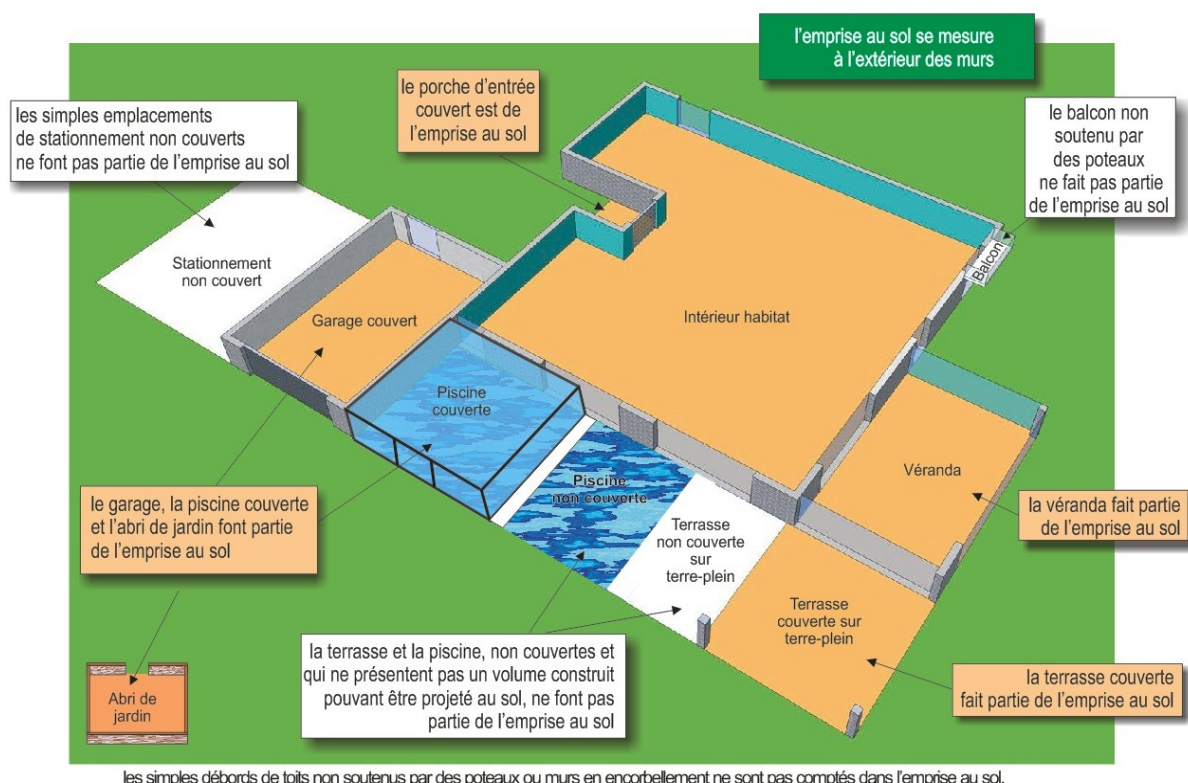 l'emprise au sol se mesure
à l'extérieur des murs
le porche d'entrée
couvert est de
l'emprise au sol
les simples emplacements
de stationnement non couverts
ne font pas partie de l'emprise au sol
le balcon non
soutenu par
des poteaux
ne fait pas partie
de l'emprise au sol
Stationnement
non couvert
Garage couvert
Intérieur habitat
Balcon
Piscine
couverte
Piscine
non couverte
Véranda
le garage, la piscine couverte
et l'abri de jardin font partie
de l'emprise au sol
la véranda fait partie
de l'emprise au sol
Terrasse
non couverte
sur
terre-plein
Terrasse
couverte sur
terre-plein
la terrasse et la piscine, non couvertes et
qui ne présentent pas un volume construit
pouvant être projeté au sol, ne font pas
partie de l'emprise au sol
la terrasse couverte
fait partie de l'emprise au sol
Abri de
jardin
les simples débords de toits non soutenus par des poteaux ou murs en encorbellement ne sont pas comptés dans l'emprise au sol.